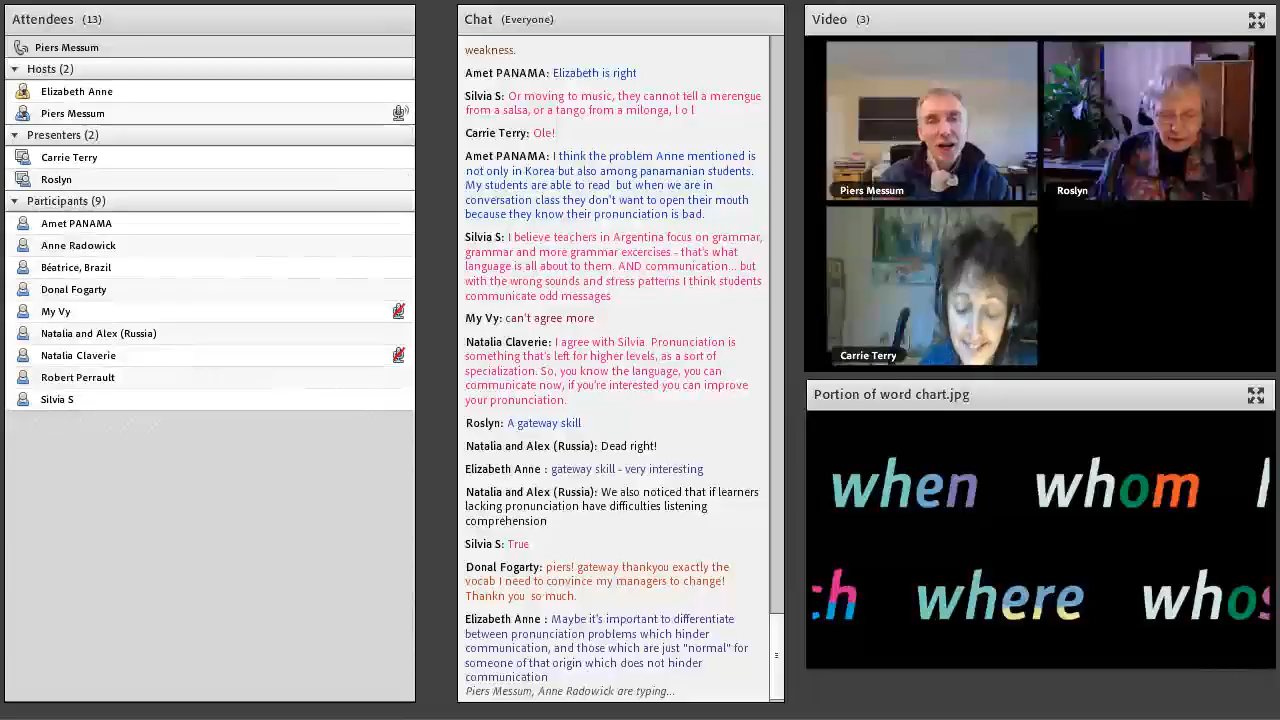 Attendees (13)
Piers Messum
Hosts (2)
Elizabeth Anne
Piers Messum
Presenters (2)
Carrie Terry
Roslyn
Participants (9)
Amet PANAMA
Anne Radowick
Béatrice, Brazil
Donal Fogarty
My Vy
Natalia and Alex (Russia)
Natalia Claverie
Robert Perrault
Silvia S
Chat (Everyone)
weakness.
Amet PANAMA: Elizabeth is right
Silvia S: Or moving to music, they cannot tell a merengue
from a salsa, or a tango from a milonga, l o l
Carrie Terry: Ole!
Amet PANAMA: I think the problem Anne mentioned is
not only in Korea but also among panamanian students.
My students are able to read but when we are in
conversation class they don't want to open their mouth
because they know their pronunciation is bad.
Silvia S: I believe teachers in Argentina focus on grammar,
grammar and more grammar excercises - that's what
language is all about to them. AND communication... but
with the wrong sounds and stress patterns I think students
communicate odd messages
My Vy: can't agree more
Natalia Claverie: I agree with Silvia. Pronunciation is
something that's left for higher levels, as a sort of
specialization. So, you know the language, you can
communicate now, if you're interested you can improve
your pronunciation.
Roslyn: A gateway skill
Natalia and Alex (Russia): Dead right!
Elizabeth Anne : gateway skill - very interesting
Natalia and Alex (Russia): We also noticed that if learners
lacking pronunciation have difficulties listening
comprehension
Silvia S: True
Donal Fogarty: piers! gateway thankyou exactly the
vocab I need to convince my managers to change!
Thankn you so much.
Elizabeth Anne : Maybe it's important to differentiate
between pronunciation problems which hinder
communication, and those which are just "normal" for
someone of that origin which does not hinder
communication
Piers Messum, Anne Radowick are typing...
Video (3)
Piers Messum
Roslyn
Carrie Terry
Portion of word chart.jpg
when whom
ch where whos